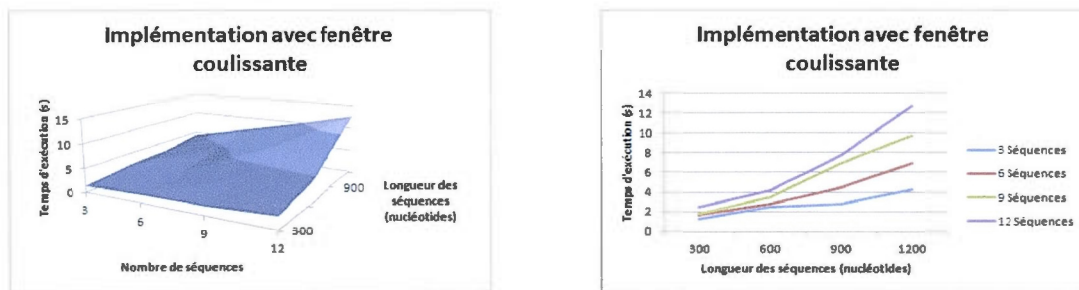 Implémentation avec fenêtre
coulissante
Temps d'exécution (s)
15
10
5
0
3
6
9
12
300
900
Longueur des
séquences
(nucléotides)
Nombre de séquences
Implémentation avec fenêtre
coulissante
Temps d'exécution (s)
14
12
10
8
6
4
2
0
300 600 900 1200
Longueur des séquences (nucléotides)
3 Séquences
6 Séquences
9 Séquences
12 Séquences